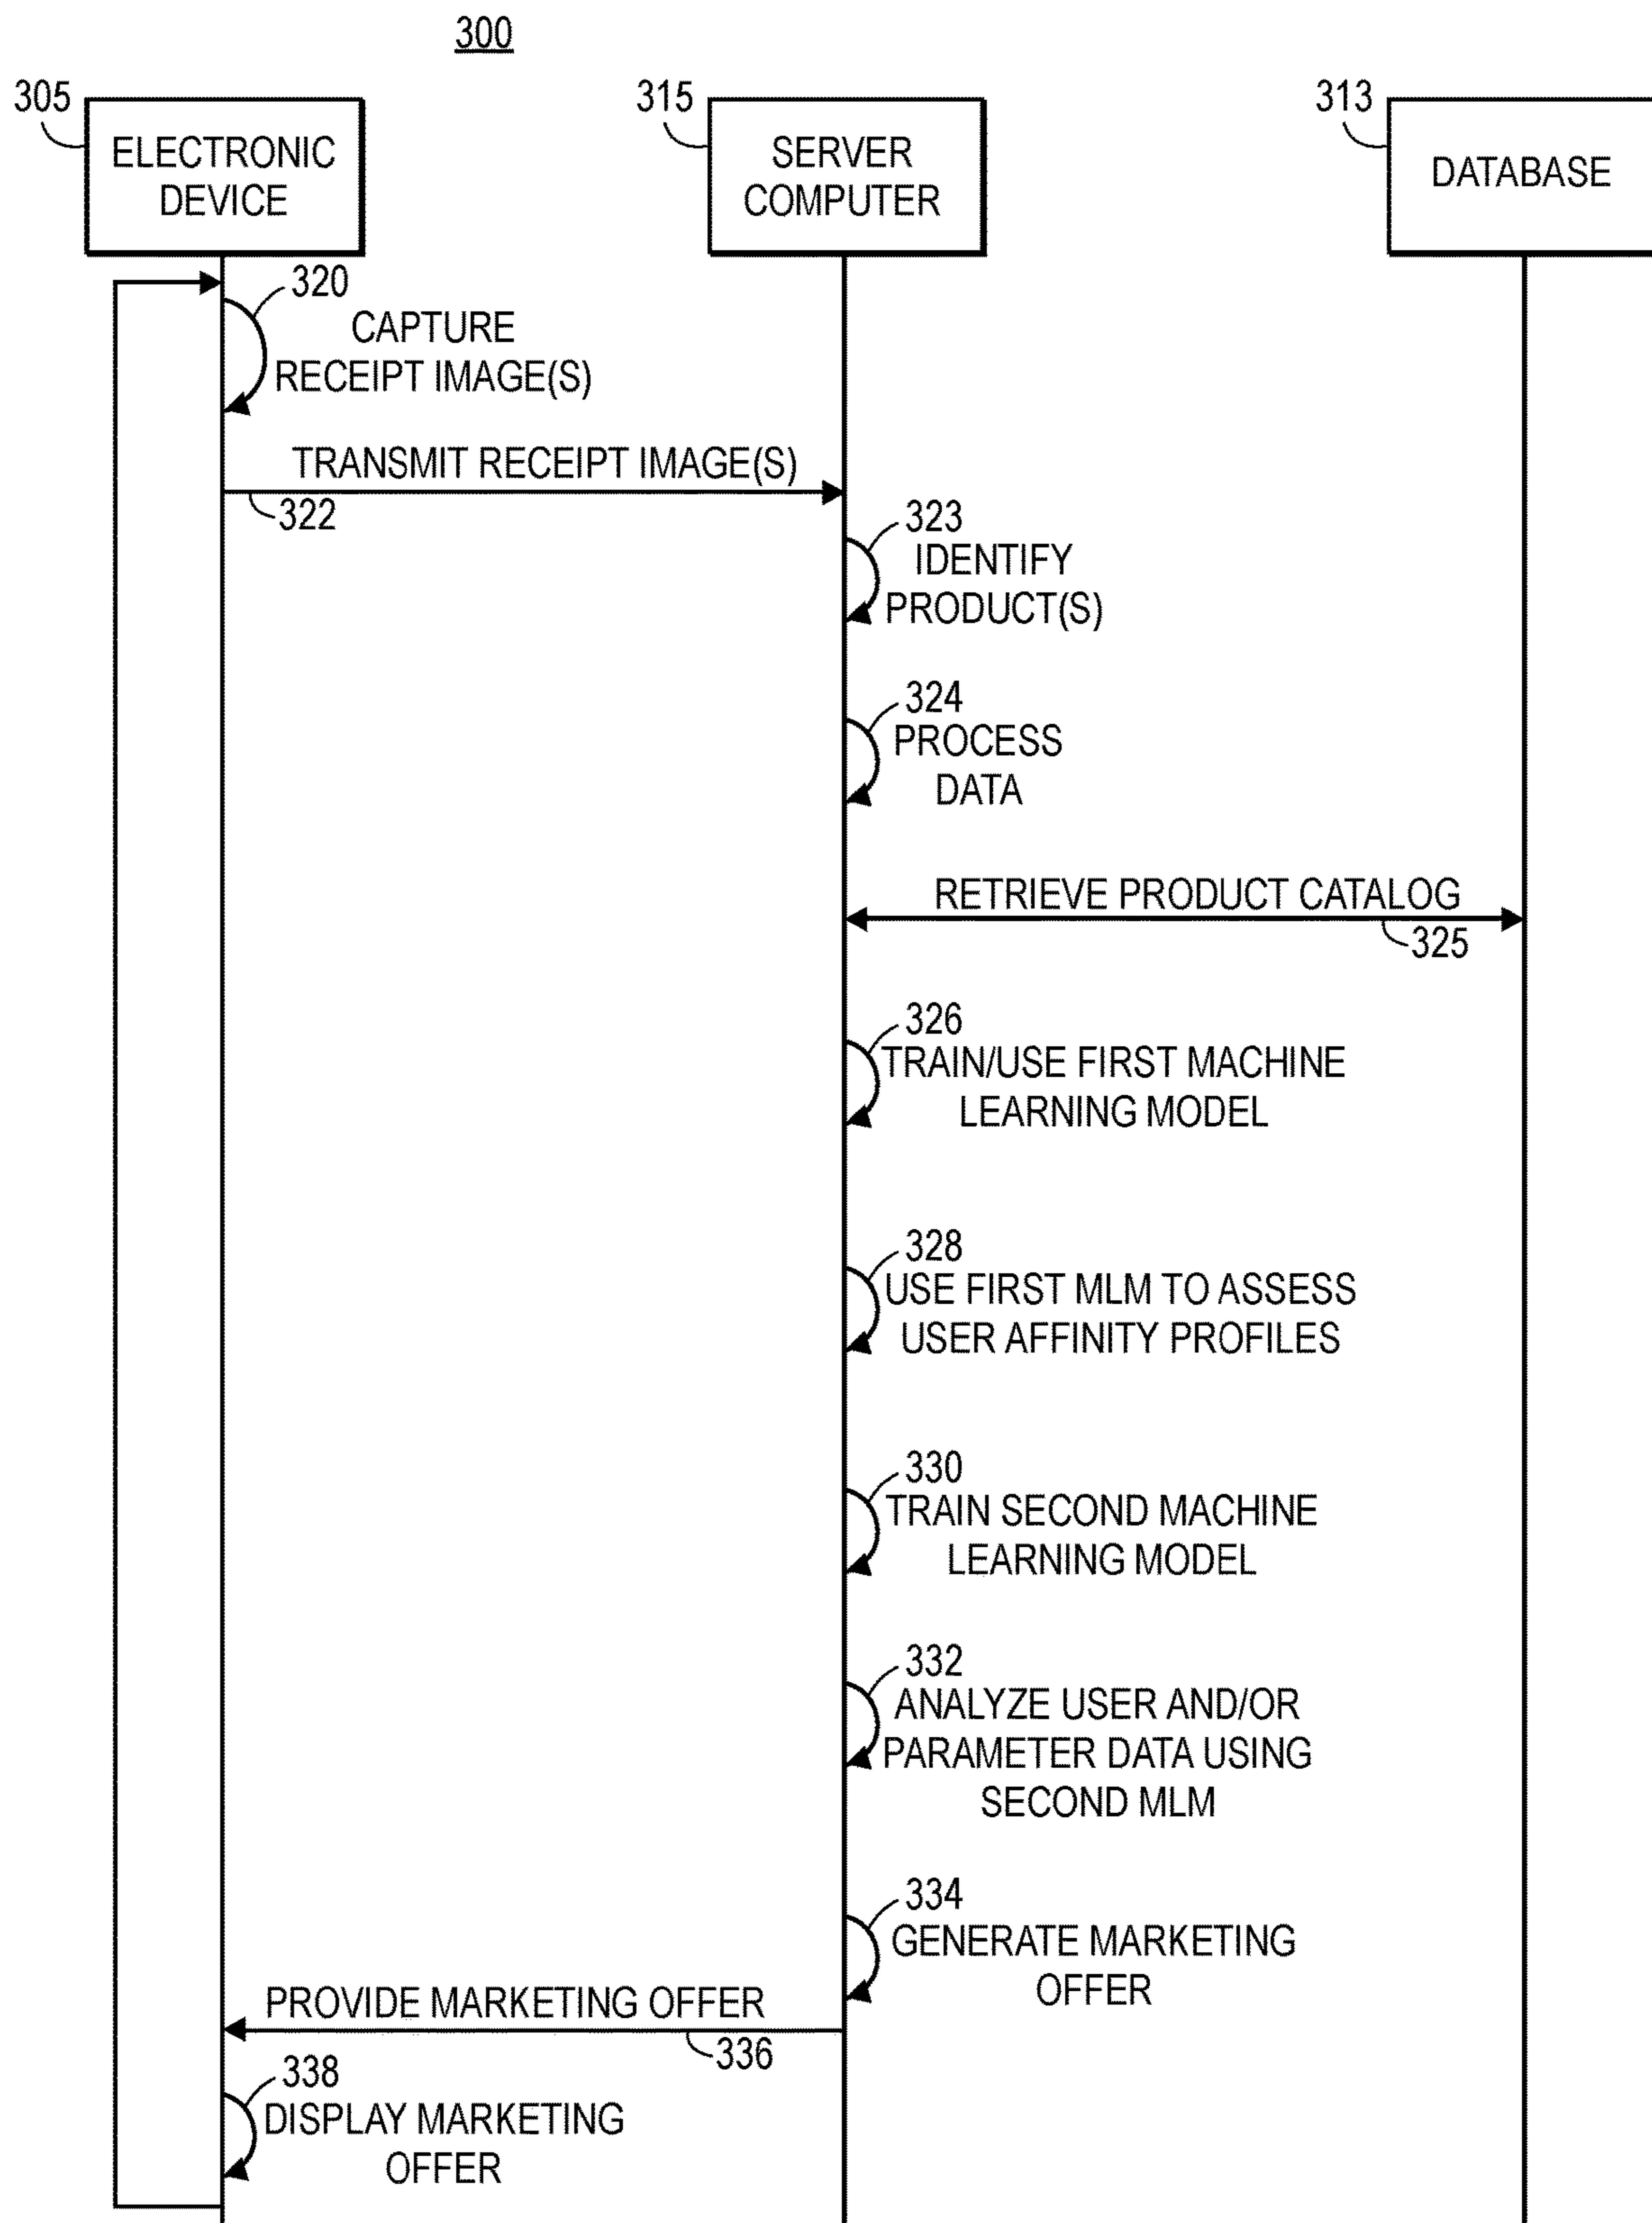 300
305
ELECTRONIC
DEVICE
315
SERVER
COMPUTER
313
DATABASE
320
CAPTURE
RECEIPT IMAGE(S)
TRANSMIT RECEIPT IMAGE(S)
322
323
IDENTIFY
PRODUCT(S)
324
PROCESS
DATA
RETRIEVE PRODUCT CATALOG
325
326
TRAIN/USE FIRST MACHINE
LEARNING MODEL
328
USE FIRST MLM TO ASSESS
USER AFFINITY PROFILES
330
TRAIN SECOND MACHINE
LEARNING MODEL
332
ANALYZE USER AND/OR
PARAMETER DATA USING
SECOND MLM
334
GENERATE MARKETING
OFFER
PROVIDE MARKETING OFFER
336
338
DISPLAY MARKETING
OFFER